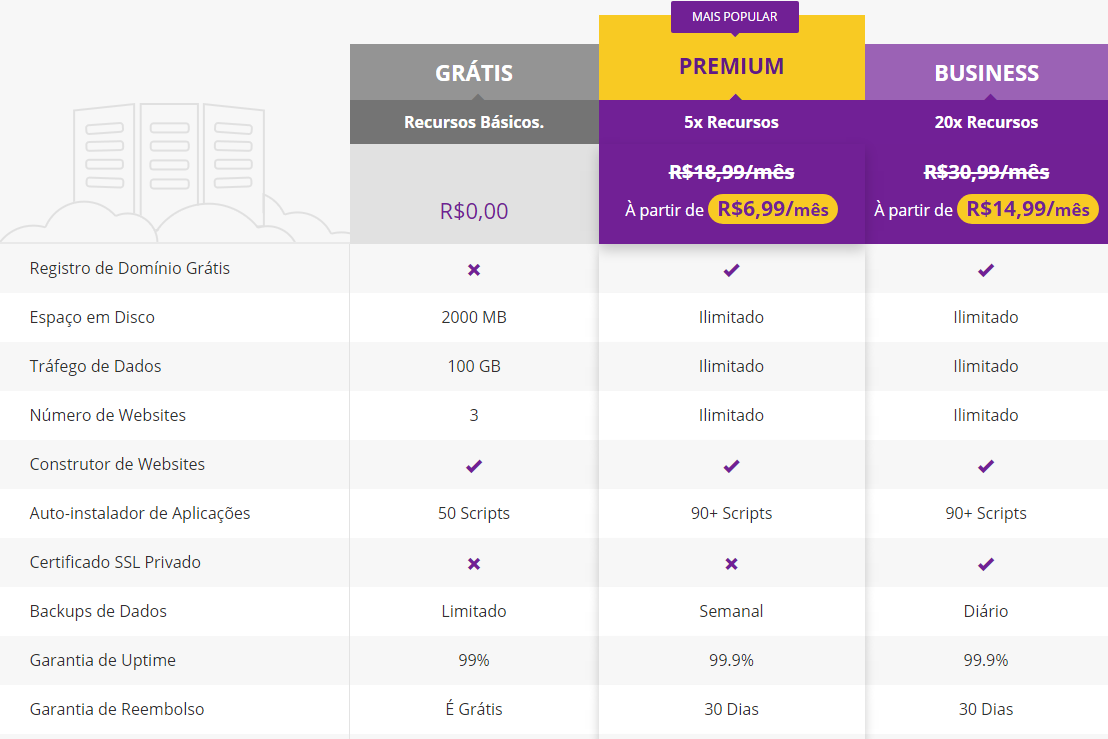 MAIS POPULAR
GRÁTIS PREMIUM BUSINESS
Recursos Básicos. 5x Recursos 20x Recursos
R$18,99/mês R$30,99/mês
R$0,00 À partir de R$6,99/mês À partir de R$14,99/mês
Registro de Domínio Grátis
Espaço em Disco 2000 MB Ilimitado Ilimitado
Tráfego de Dados 100 GB Ilimitado Ilimitado
Número de Websites 3 Ilimitado Ilimitado
Construtor de Websites
Auto-instalador de Aplicações 50 Scripts 90+ Scripts 90+ Scripts
Certificado SSL Privado
Backups de Dados Limitado Semanal Diário
Garantia de Uptime 99% 99.9% 99.9%
Garantia de Reembolso É Grátis 30 Dias 30 Dias